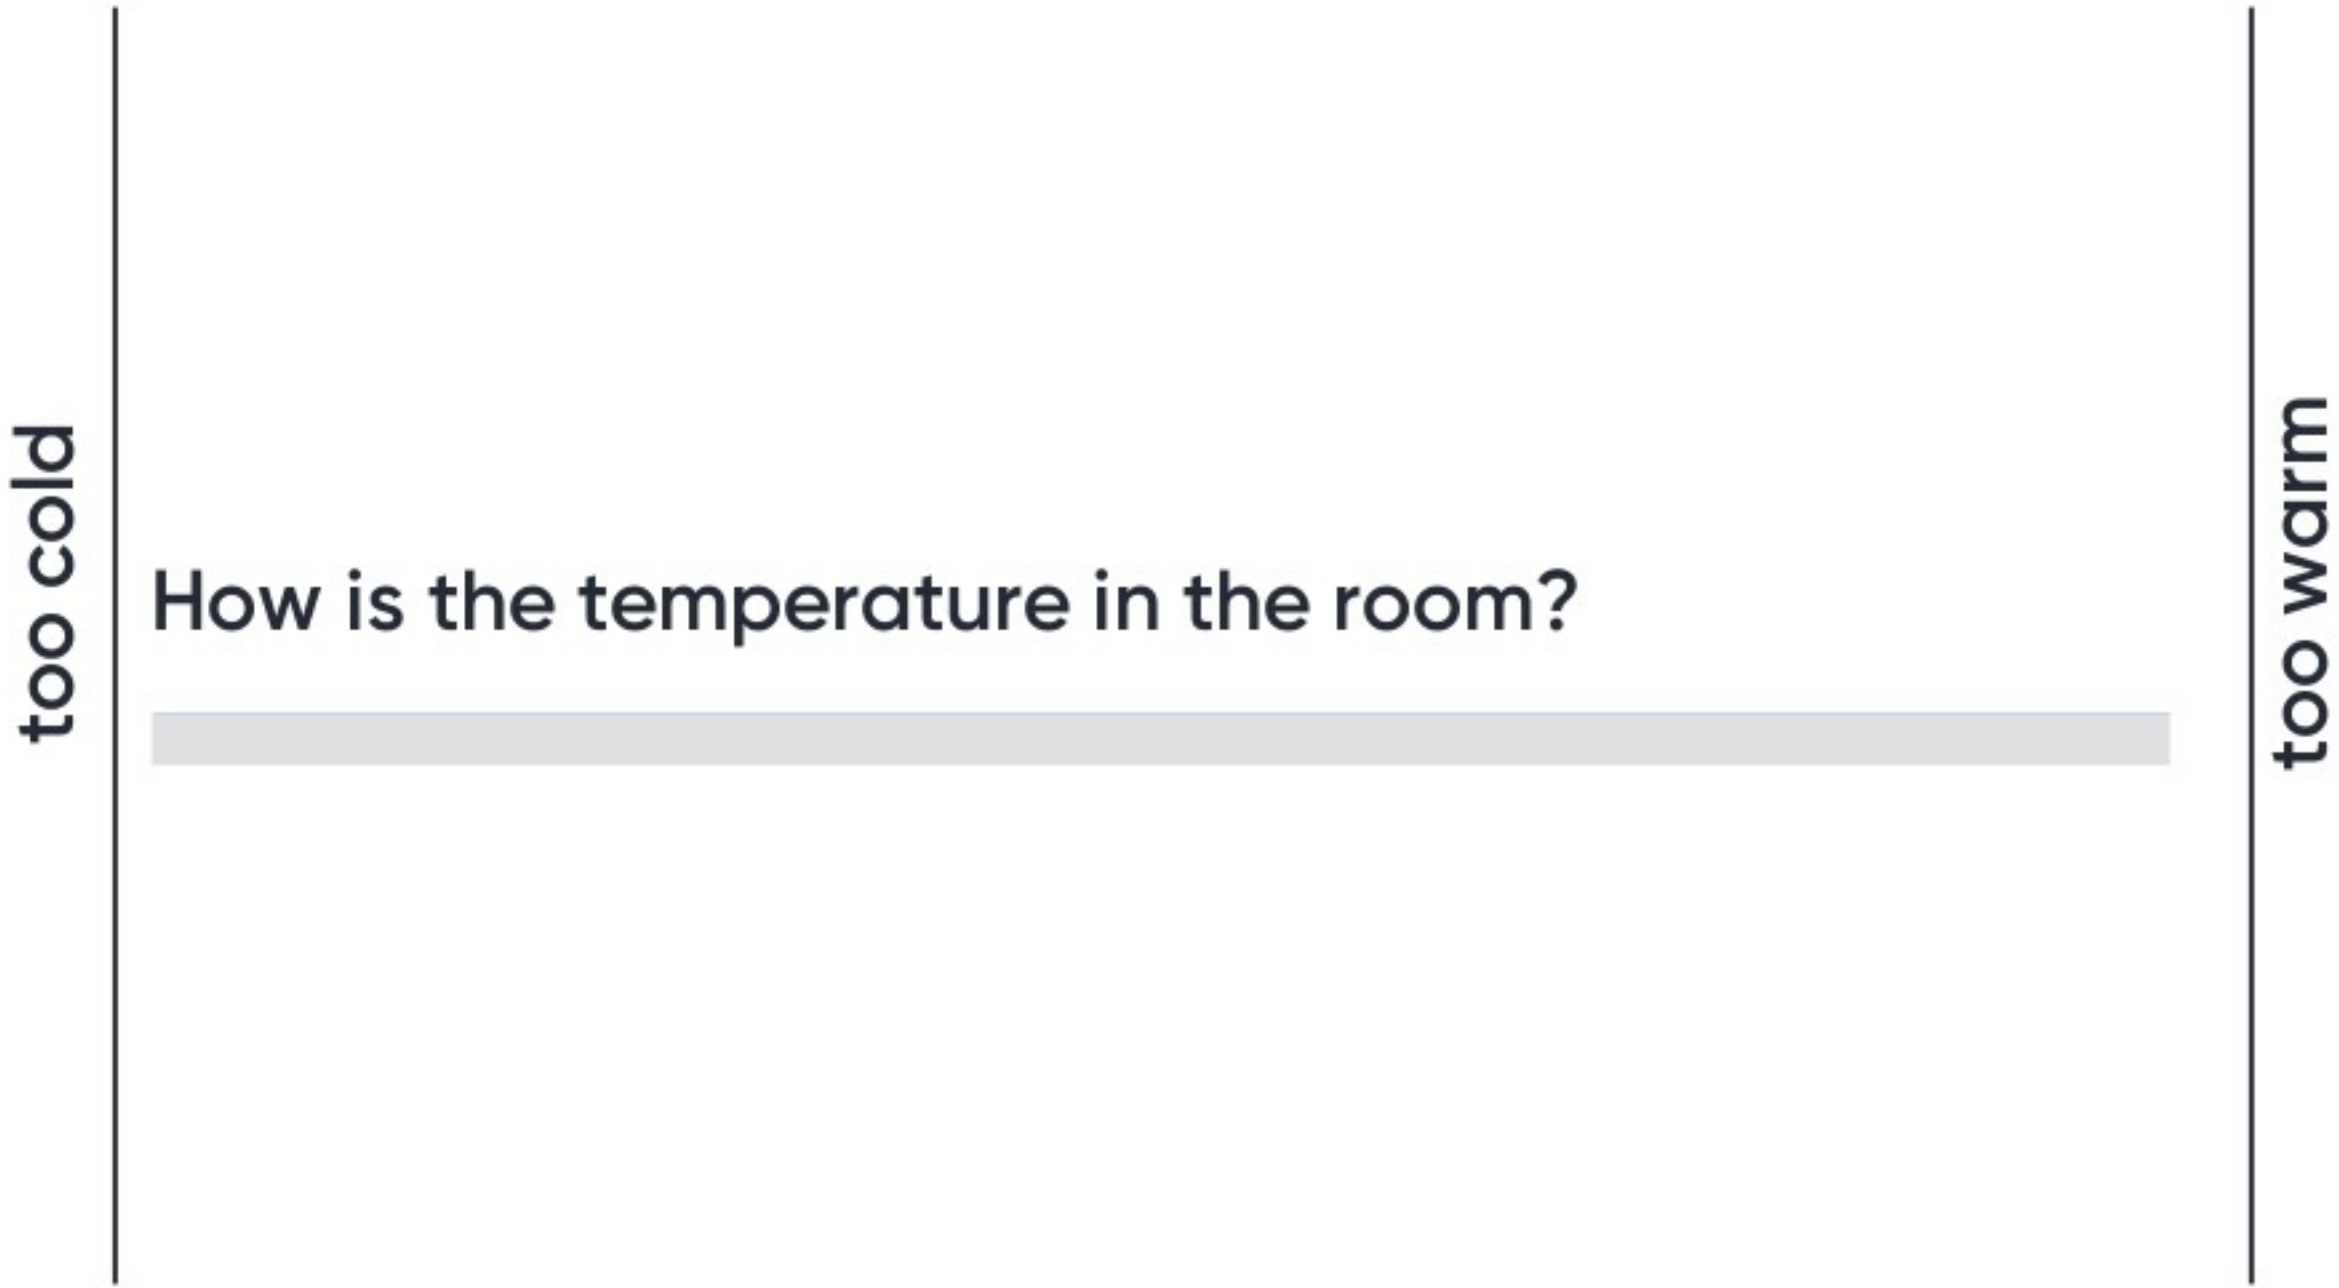 too cold
How is the temperature in the room?
too warm